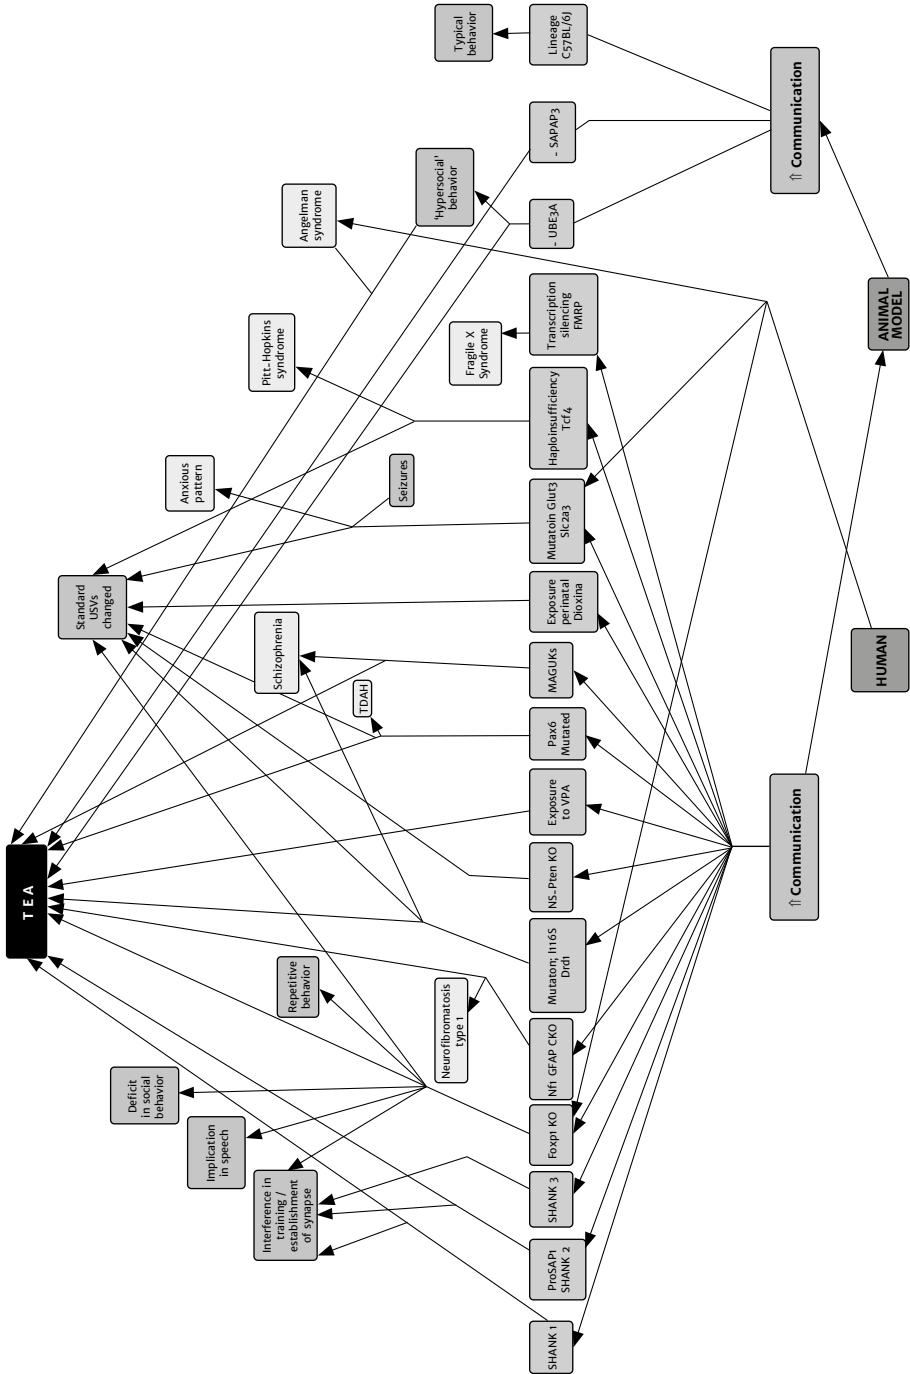 TEA
Standard
USVs
changed
Deficit
in social
behavior
Anxious
pattern
Implication
in speech
Pitt-Hopkins
syndrome
Interference in
training /
establishment
of synapse
Repetitive
behavior
Schizophrenia
Angelman
syndrome
TDAH
Seizures
'Hypersocial'
behavior
Neurofibromatosis
type 1
Fragile X
Syndrome
Typical
behavior
SHANK 1
ProSAP1
SHANK 2
SHANK 3
Foxp1 KO
Nf1 GFAP CKO
Mutaton; I116S
Drd1
NS-Pten KO
Exposure
to VPA
Pax6
Mutated
MAGUKs
Exposure
perinatal
Dioxina
Mutatoin Glut3
Slc2a3
Haploinsufficiency
Tcf4
Transcription
silencing
FMRP
- UBE3A
- SAPAP3
Lineage
C57BL/6J
⇑ Communication
⇑ Communication
HUMAN
ANIMAL
MODEL